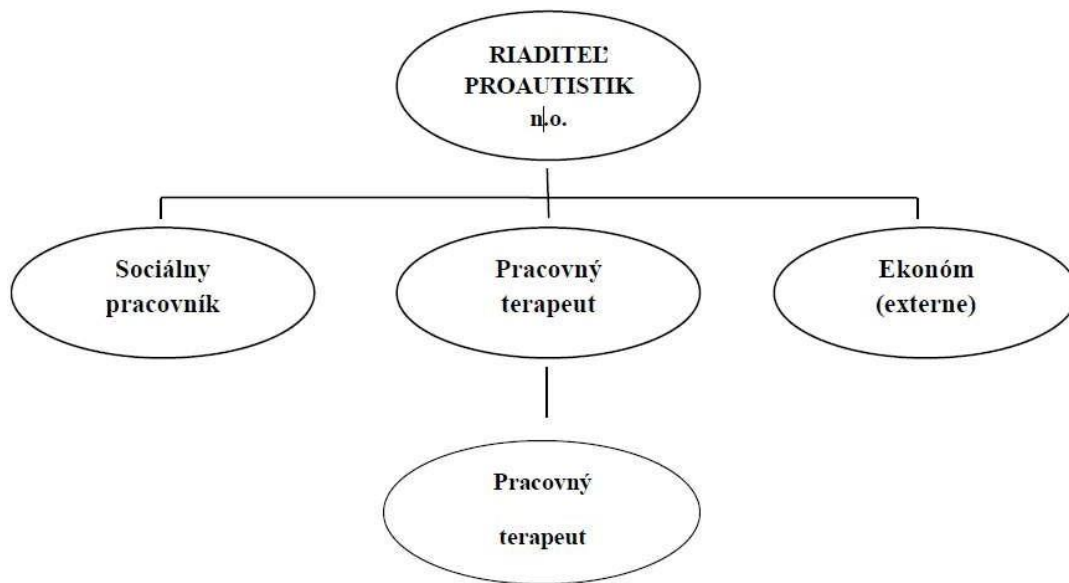 RIADITEĽ
PROAUTISTIK
n.o.
Sociálny
pracovník
Pracovný
terapeut
Ekonóm
(externe)
Pracovný
terapeut